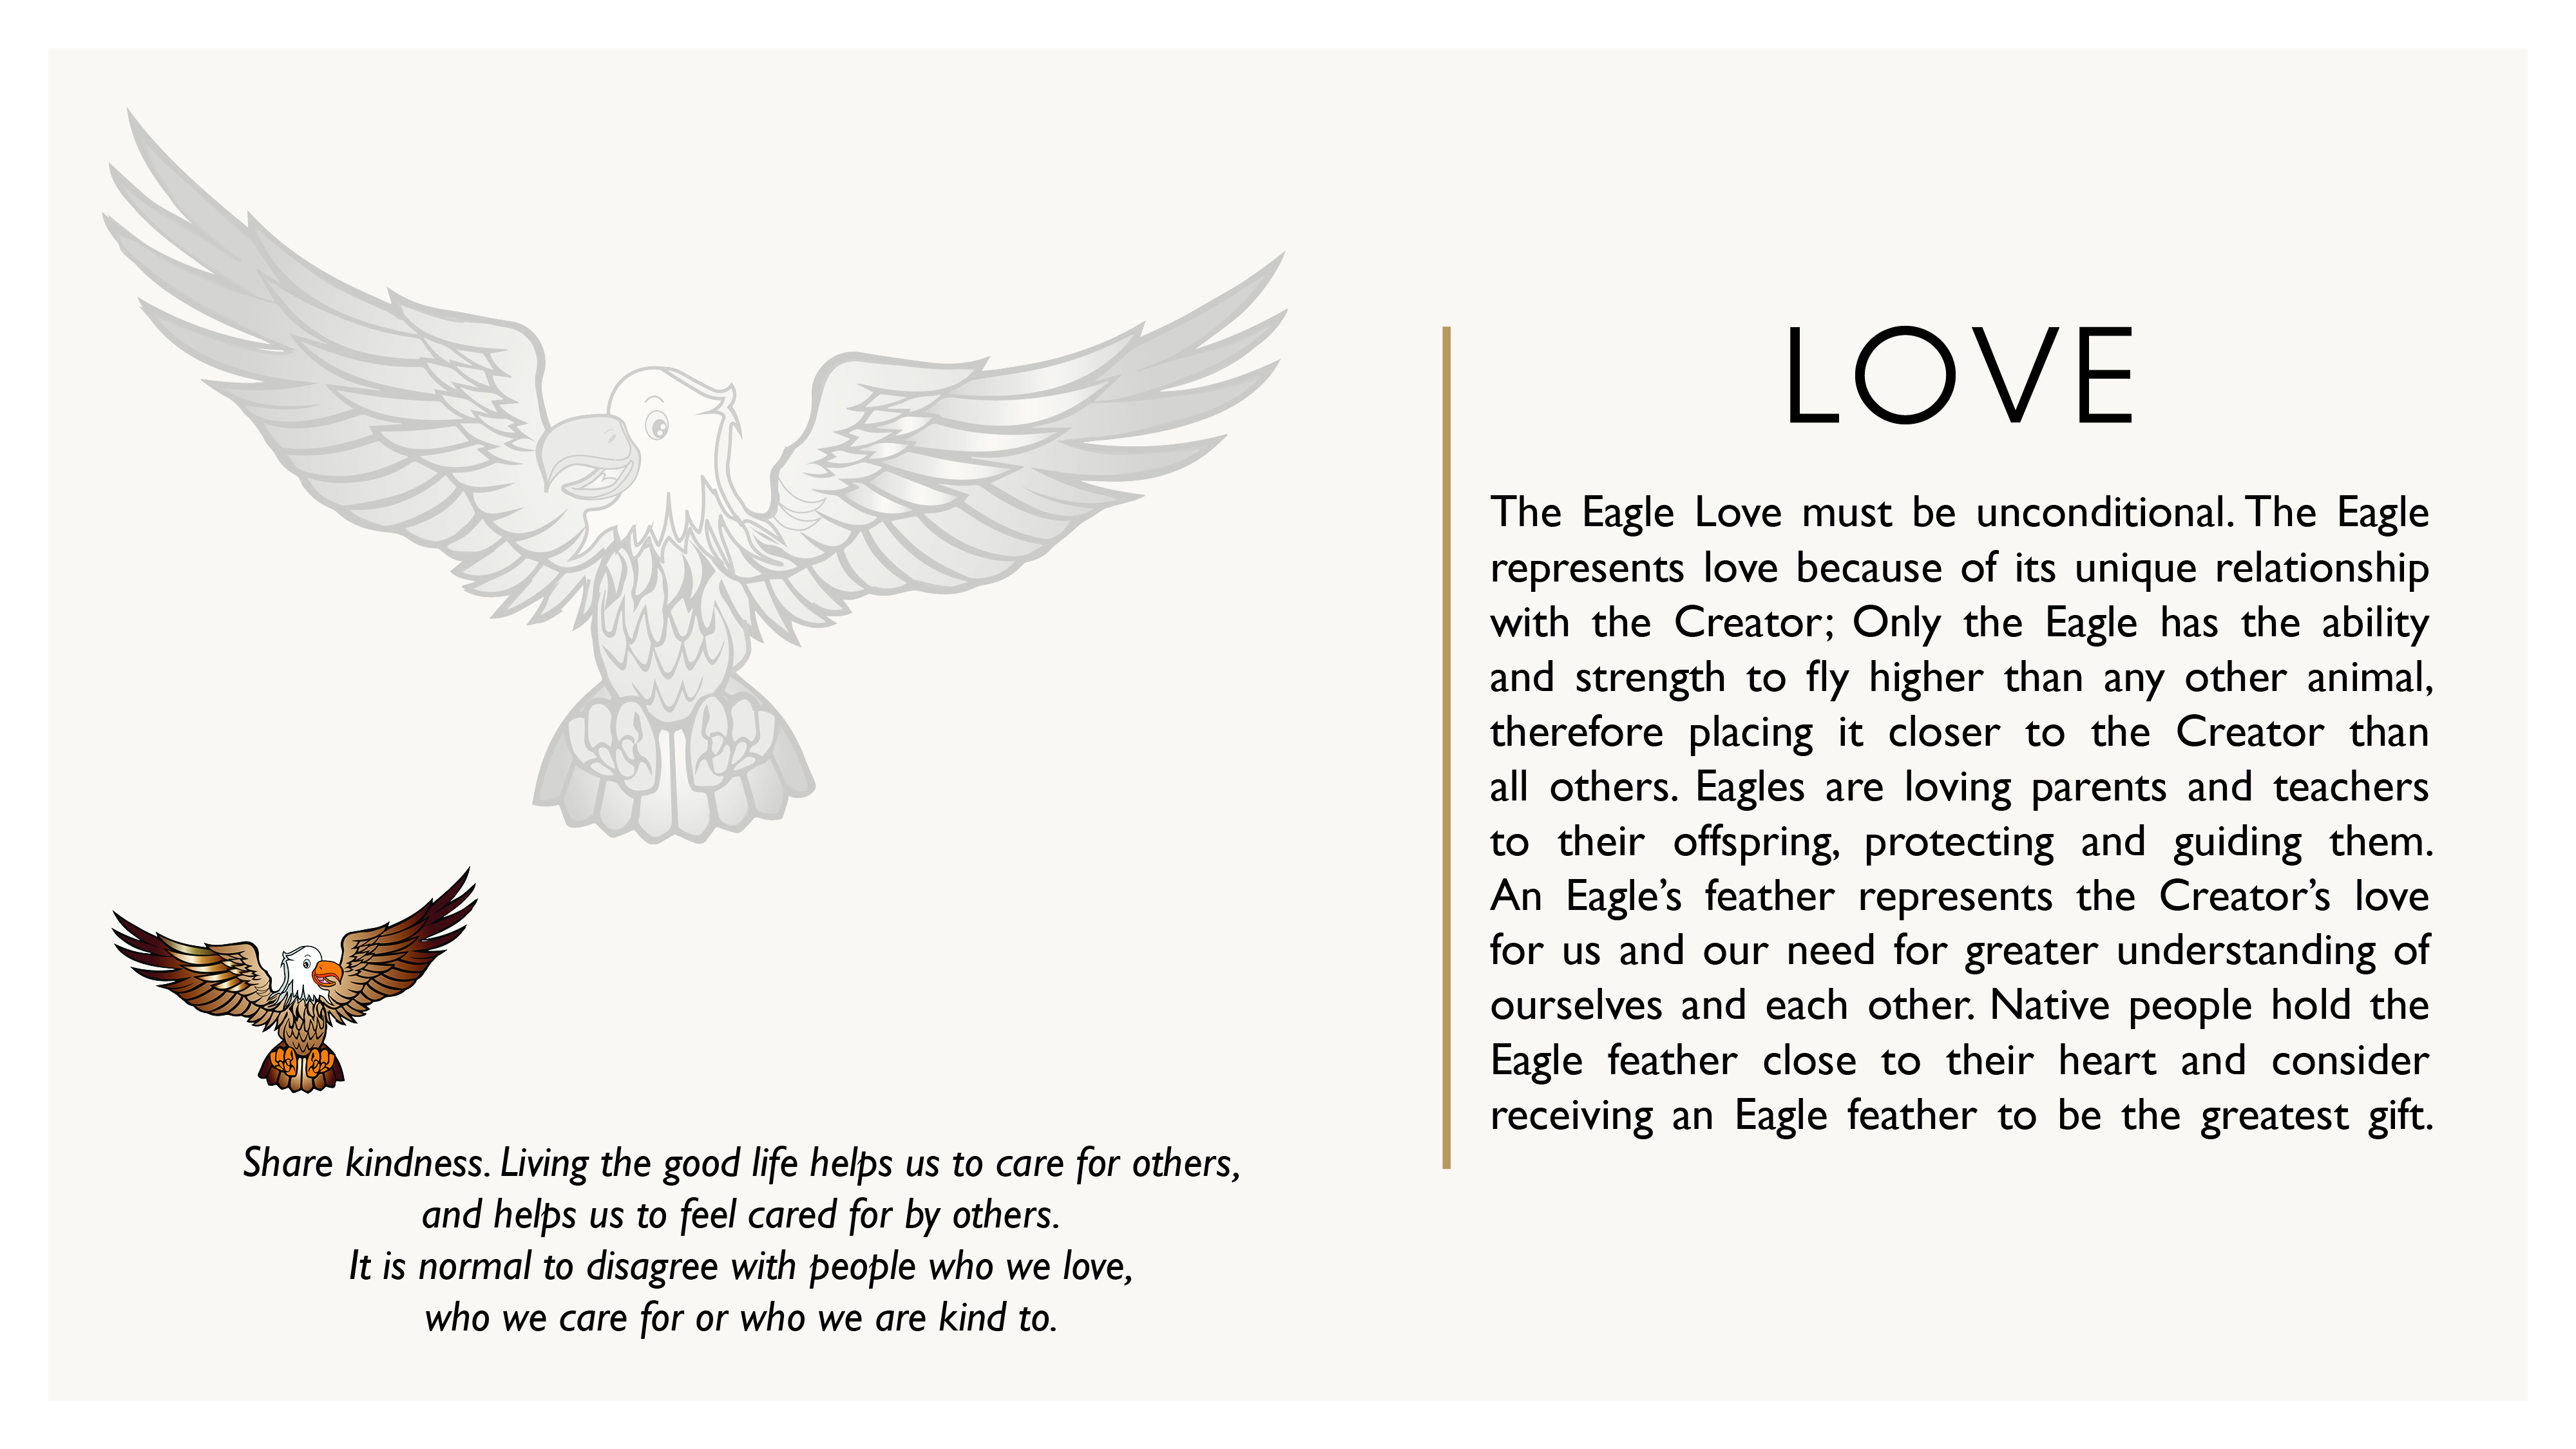 LOVE
The Eagle Love must be unconditional. The Eagle
represents love because of its unique relationship
with the Creator; Only the Eagle has the ability
and strength to fly higher than any other animal,
therefore placing it closer to the Creator than
all others. Eagles are loving parents and teachers
to their offspring, protecting and guiding them.
An Eagle’s feather represents the Creator’s love
for us and our need for greater understanding of
ourselves and each other. Native people hold the
Eagle feather close to their heart and consider
receiving an Eagle feather to be the greatest gift.
Share kindness. Living the good life helps us to care for others,
and helps us to feel cared for by others.
It is normal to disagree with people who we love,
who we care for or who we are kind to.